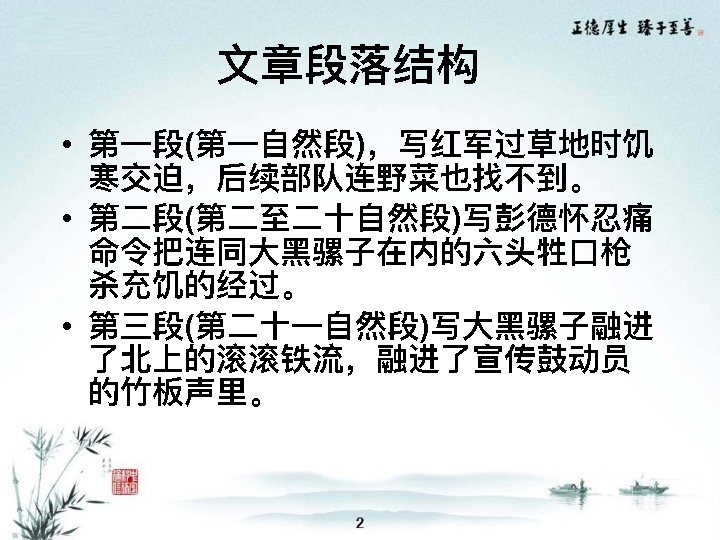 正德厚生 臻于至善
文章段落结构
• 第一段(第一自然段)，写红军过草地时饥
寒交迫，后续部队连野菜也找不到。
• 第二段(第二至二十自然段)写彭德怀忍痛
命令把连同大黑骡子在内的六头牲口枪
杀充饥的经过。
• 第三段(第二十一自然段)写大黑骡子融进
了北上的滚滚铁流，融进了宣传鼓动员
的竹板声里。
2